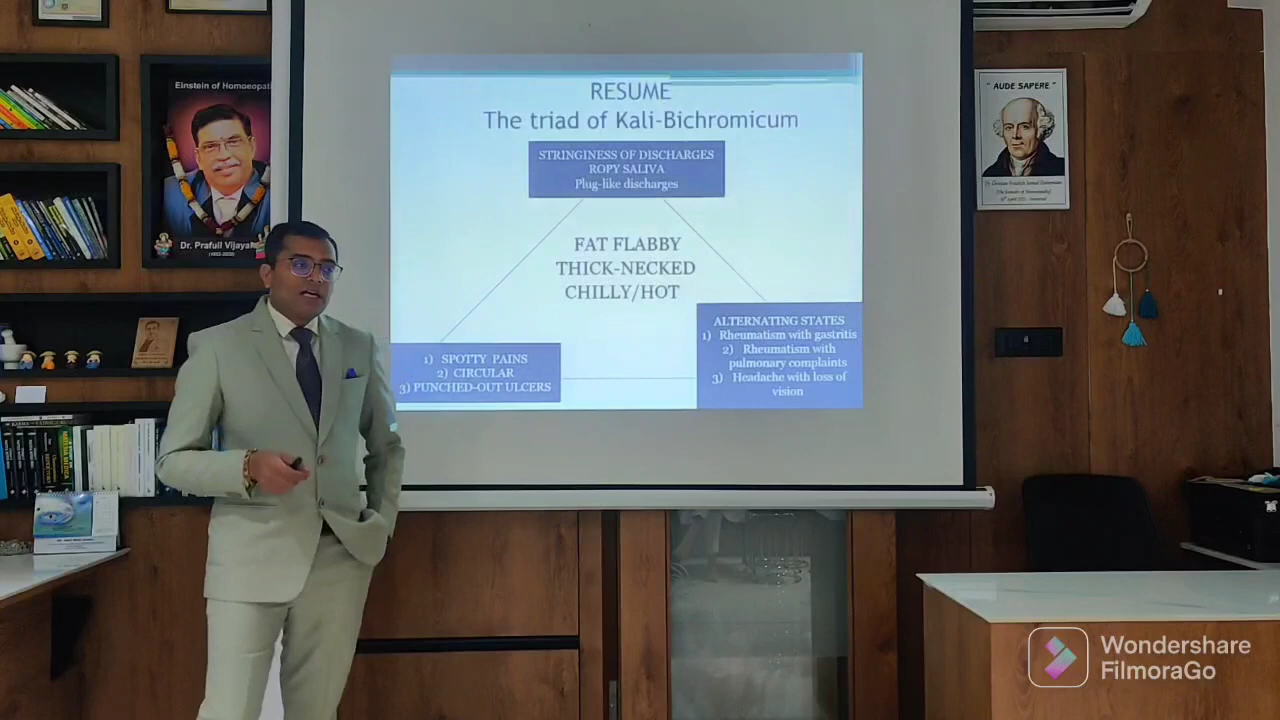 Einstein of Homoeopat
Dr. Prafull Vijayak
RESUME
The triad of Kali-Bichromicum
STRINGINESS OF DISCHARGES
ROPY SALIVA
Plug-like discharges
FAT FLABBY
THICK-NECKED
CHILLY/HOT
1) SPOTTY PAINS
2) CIRCULAR
3) PUNCHED-OUT ULCERS
ALTERNATING STATES
1) Rheumatism with gastritis
2) Rheumatism with
pulmonary complaints
3) Headache with loss of
vision
" AUDE SAPERE "
Wondershare
FilmoraGo